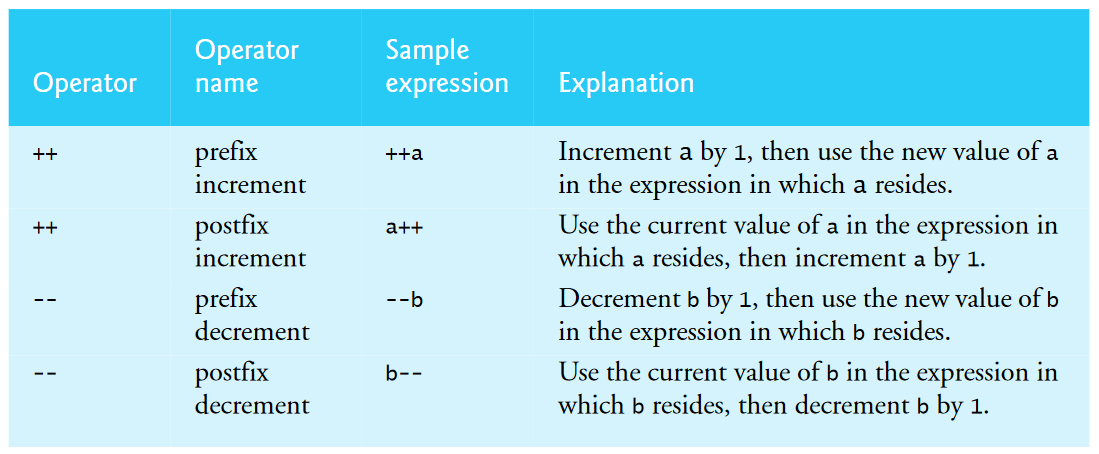 Operator
Operator name
Sample expression
Explanation
++
prefix increment
++a
Increment a by 1, then use the new value of a
in the expression in which a resides.
++
postfix increment
a++
Use the current value of a in the expression in
which a resides, then increment a by 1.
--
prefix decrement
--b
Decrement b by 1, then use the new value of b
in the expression in which b resides.
--
postfix decrement
b--
Use the current value of b in the expression in
which b resides, then decrement b by 1.